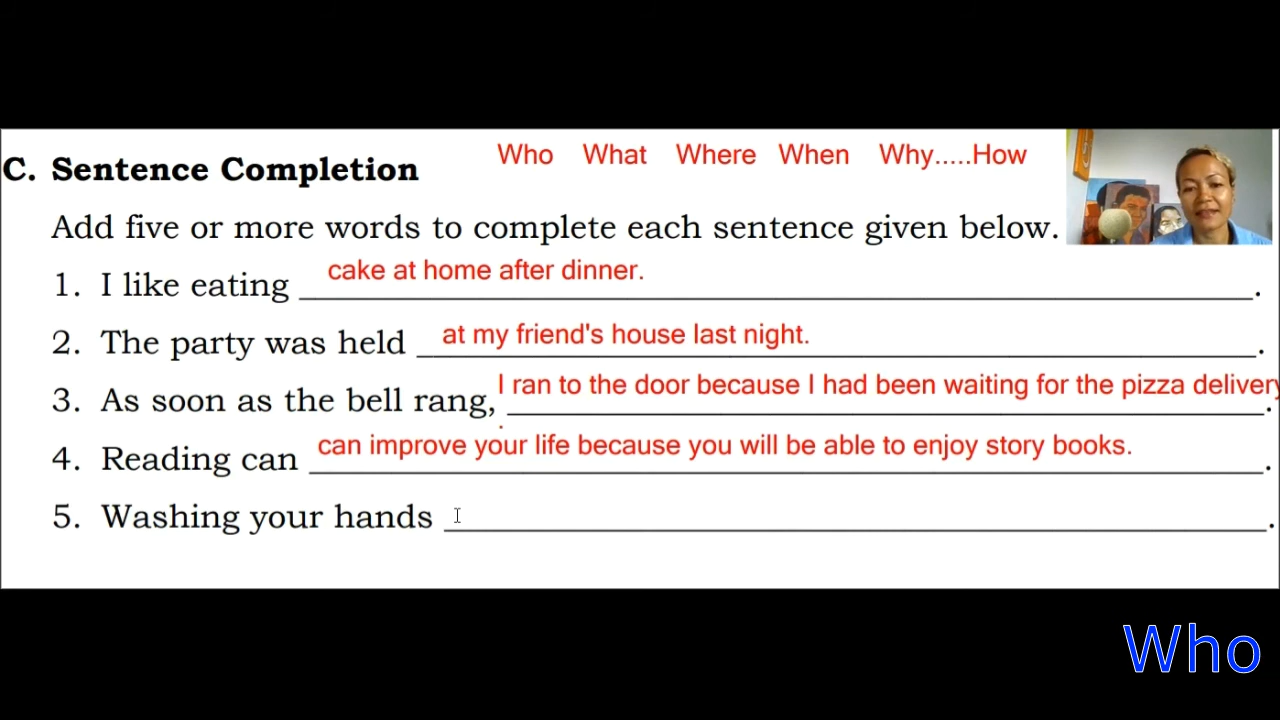 Who What Where When Why.....How
C. Sentence Completion
Add five or more words to complete each sentence given below.
1. I like eating cake at home after dinner. .
2. The party was held at my friend's house last night. .
3. As soon as the bell rang, I ran to the door because I had been waiting for the pizza delivery .
.
4. Reading can can improve your life because you will be able to enjoy story books. .
5. Washing your hands .
Who